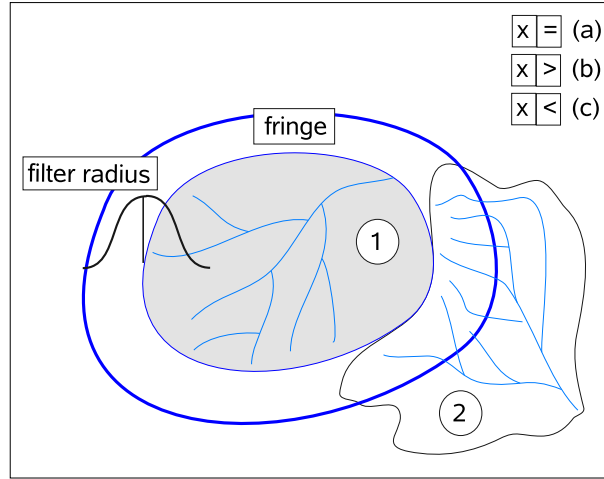 x = (a)
x > (b)
x < (c)
fringe
filter radius
1
2